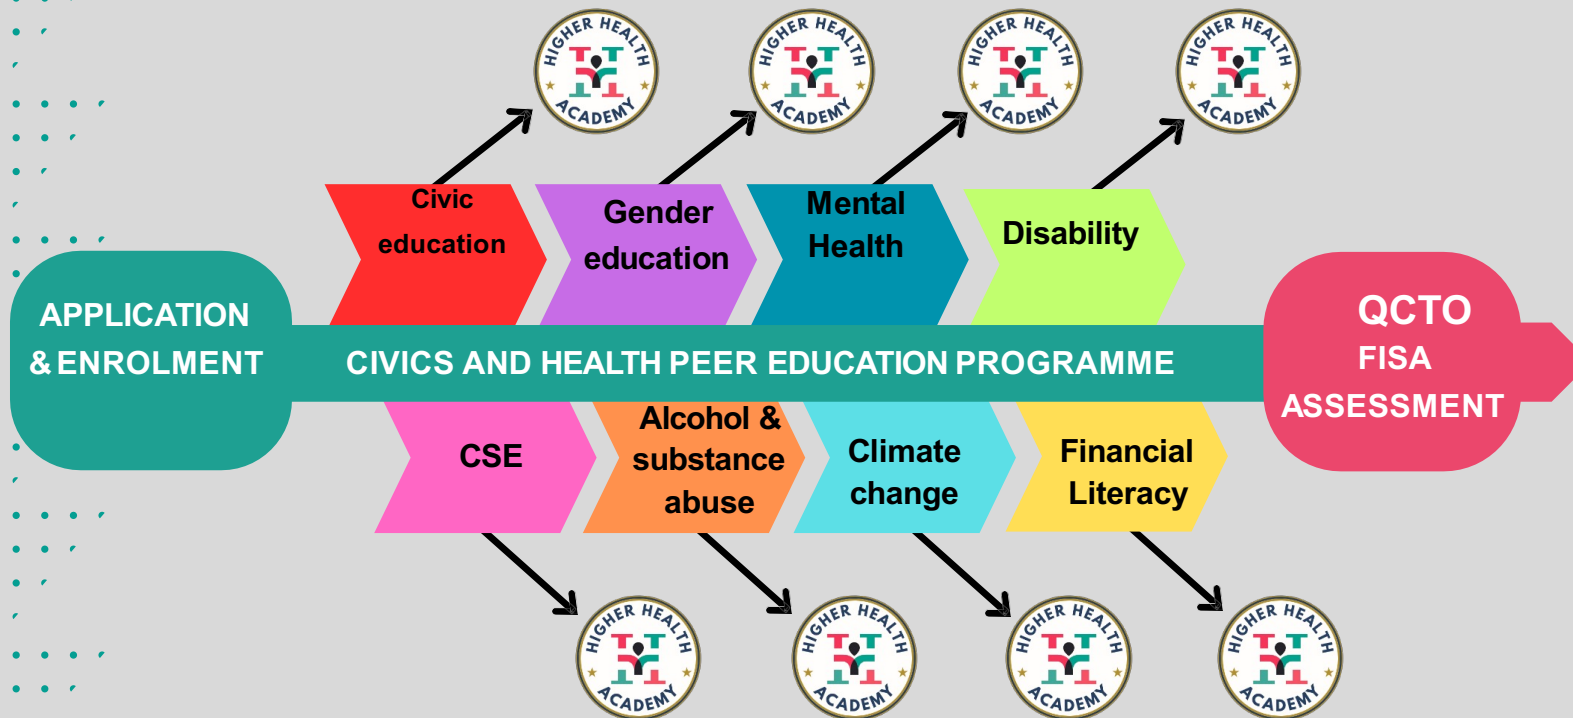 HIGHER HEALTH
ACADEMY
HIGHER HEALTH
ACADEMY
HIGHER HEALTH
ACADEMY
HIGHER HEALTH
ACADEMY
Civic
education
Gender
education
Mental
Health
Disability
APPLICATION
& ENROLMENT
CIVICS AND HEALTH PEER EDUCATION PROGRAMME
QCTO
FISA
ASSESSMENT
CSE
Alcohol &
substance
abuse
Climate
change
Financial
Literacy
HIGHER HEALTH
ACADEMY
HIGHER HEALTH
ACADEMY
HIGHER HEALTH
ACADEMY
HIGHER HEALTH
ACADEMY